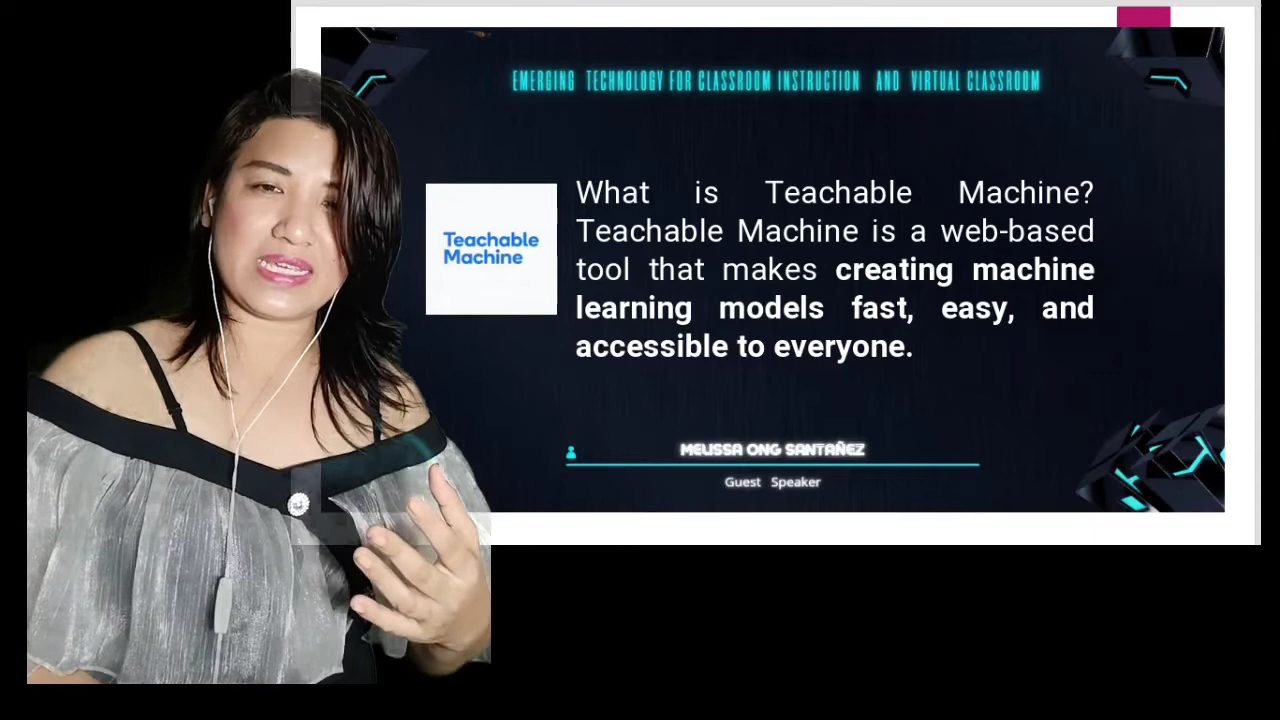 EMERGING TECHNOLOGY FOR CLASSROOM INSTRUCTION AND VIRTUAL CLASSROOM
Teachable
Machine
What is Teachable Machine?
Teachable Machine is a web-based
tool that makes creating machine
learning models fast, easy, and
accessible to everyone.
MELISSA ONG SANTAÑEZ
Guest Speaker